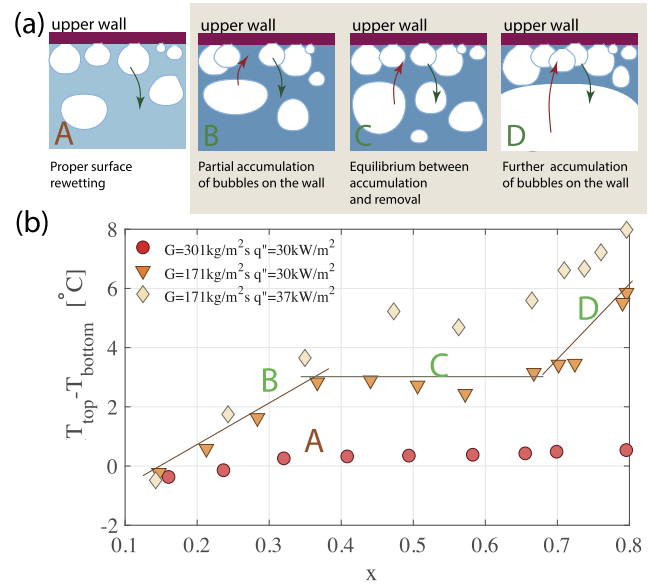 (a)
upper wall
upper wall
upper wall
upper wall
A
B
C
D
Proper surface
rewetting
Partial accumulation
of bubbles on the wall
Equilibrium between
accumulation
and removal
Further accumulation
of bubbles on the wall
(b)
G=301kg/m²s q"=30kW/m²
G=171kg/m²s q"=30kW/m²
G=171kg/m²s q"=37kW/m²
T_top-T_bottom [°C]
8
6
4
2
0
-2
A
B
C
D
0.1 0.2 0.3 0.4 0.5 0.6 0.7 0.8
x